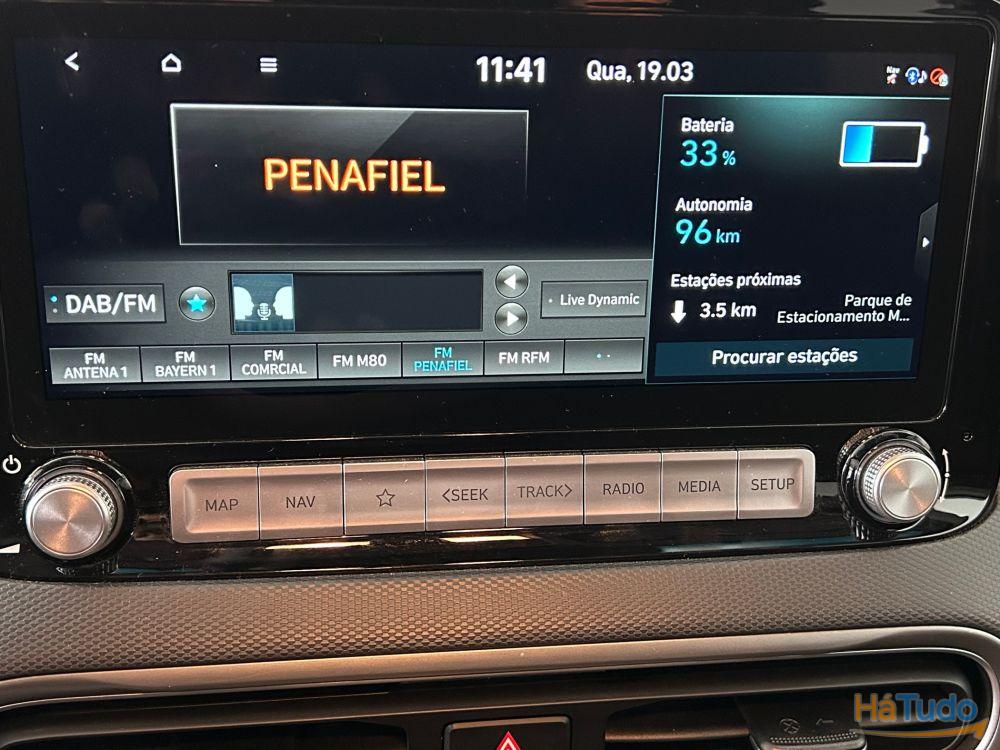 11:41 Qua, 19.03
Nav
PENAFIEL
Bateria
33 %
Autonomia
96 km
Estações próximas
3.5 km
Parque de
Estacionamento M...
Procurar estações
DAB/FM
Live Dynamic
FM
ANTENA 1
FM
BAYERN 1
FM
COMRCIAL
FM M80
FM
PENAFIEL
FM RFM
MAP
NAV
<SEEK
TRACK>
RADIO
MEDIA
SETUP
HáTudo